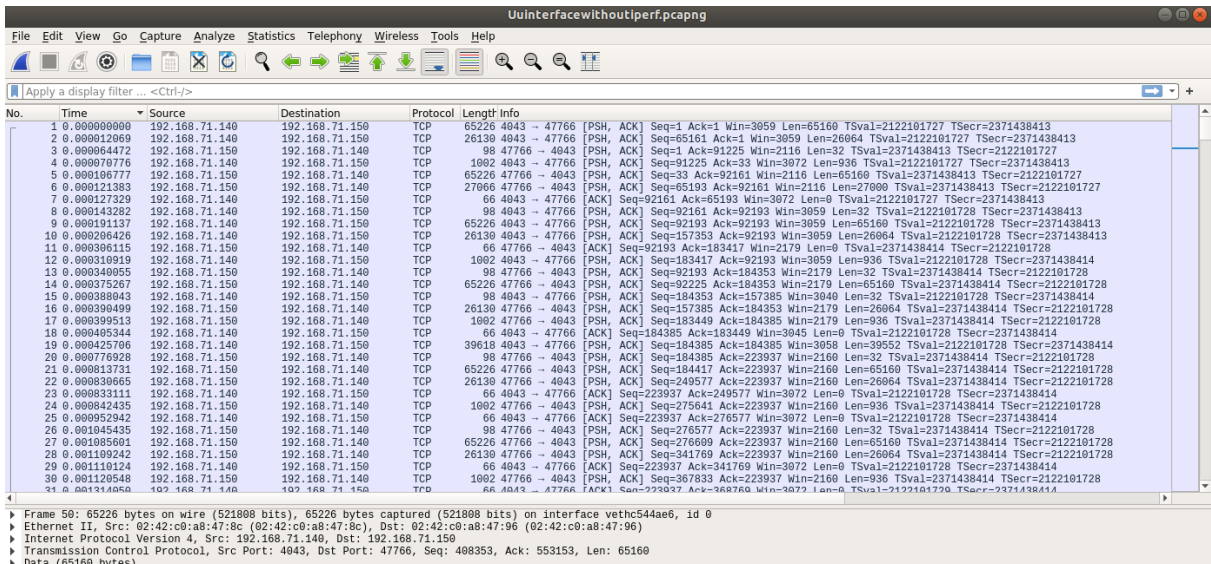 Uuinterfacewithoutiperf.pcapng
File Edit View Go Capture Analyze Statistics Telephony Wireless Tools Help
Apply a display filter ... <Ctrl-/>
No. Time Source Destination Protocol Length Info
1 0.000000000 192.168.71.140 192.168.71.150 TCP 65226 4043 → 47766 [PSH, ACK] Seq=1 Ack=1 Win=3059 Len=65160 TSval=2122101727 TSecr=2371438413
2 0.000012069 192.168.71.140 192.168.71.150 TCP 26130 4043 → 47766 [PSH, ACK] Seq=65161 Ack=1 Win=3059 Len=26064 TSval=2122101727 TSecr=2371438413
3 0.000064472 192.168.71.150 192.168.71.140 TCP 98 47766 → 4043 [PSH, ACK] Seq=1 Ack=91225 Win=2116 Len=32 TSval=2371438413 TSecr=2122101727
4 0.000070776 192.168.71.140 192.168.71.150 TCP 1002 4043 → 47766 [PSH, ACK] Seq=91225 Ack=33 Win=3072 Len=936 TSval=2122101727 TSecr=2371438413
5 0.000106777 192.168.71.150 192.168.71.140 TCP 65226 47766 → 4043 [PSH, ACK] Seq=33 Ack=92161 Win=2116 Len=65160 TSval=2371438413 TSecr=2122101727
6 0.000121383 192.168.71.150 192.168.71.140 TCP 27066 47766 → 4043 [PSH, ACK] Seq=65193 Ack=92161 Win=2116 Len=27000 TSval=2371438413 TSecr=2122101727
7 0.000127329 192.168.71.140 192.168.71.150 TCP 66 4043 → 47766 [ACK] Seq=92161 Ack=65193 Win=3072 Len=0 TSval=2122101727 TSecr=2371438413
8 0.000143282 192.168.71.140 192.168.71.150 TCP 98 4043 → 47766 [PSH, ACK] Seq=92161 Ack=92193 Win=3059 Len=32 TSval=2122101728 TSecr=2371438413
9 0.000191137 192.168.71.140 192.168.71.150 TCP 65226 4043 → 47766 [PSH, ACK] Seq=92193 Ack=92193 Win=3059 Len=65160 TSval=2122101728 TSecr=2371438413
10 0.000206426 192.168.71.140 192.168.71.150 TCP 26130 4043 → 47766 [PSH, ACK] Seq=157353 Ack=92193 Win=3059 Len=26064 TSval=2122101728 TSecr=2371438413
11 0.000306115 192.168.71.150 192.168.71.140 TCP 66 47766 → 4043 [ACK] Seq=92193 Ack=183417 Win=2179 Len=0 TSval=2371438414 TSecr=2122101728
12 0.000310919 192.168.71.140 192.168.71.150 TCP 1002 4043 → 47766 [PSH, ACK] Seq=183417 Ack=92193 Win=3059 Len=936 TSval=2122101728 TSecr=2371438414
13 0.000340055 192.168.71.150 192.168.71.140 TCP 98 47766 → 4043 [PSH, ACK] Seq=92193 Ack=184353 Win=2179 Len=32 TSval=2371438414 TSecr=2122101728
14 0.000375267 192.168.71.150 192.168.71.140 TCP 65226 47766 → 4043 [PSH, ACK] Seq=92225 Ack=184353 Win=2179 Len=65160 TSval=2371438414 TSecr=2122101728
15 0.000388043 192.168.71.140 192.168.71.150 TCP 98 4043 → 47766 [PSH, ACK] Seq=184353 Ack=157385 Win=3040 Len=32 TSval=2122101728 TSecr=2371438414
16 0.000390499 192.168.71.150 192.168.71.140 TCP 26130 47766 → 4043 [PSH, ACK] Seq=157385 Ack=184353 Win=2179 Len=26064 TSval=2371438414 TSecr=2122101728
17 0.000399513 192.168.71.150 192.168.71.140 TCP 1002 47766 → 4043 [PSH, ACK] Seq=183449 Ack=184385 Win=2179 Len=936 TSval=2371438414 TSecr=2122101728
18 0.000405344 192.168.71.140 192.168.71.150 TCP 66 4043 → 47766 [ACK] Seq=184385 Ack=183449 Win=3045 Len=0 TSval=2122101728 TSecr=2371438414
19 0.000425706 192.168.71.140 192.168.71.150 TCP 39618 4043 → 47766 [PSH, ACK] Seq=184385 Ack=184385 Win=3058 Len=39552 TSval=2122101728 TSecr=2371438414
20 0.000776928 192.168.71.150 192.168.71.140 TCP 98 47766 → 4043 [PSH, ACK] Seq=184385 Ack=223937 Win=2160 Len=32 TSval=2371438414 TSecr=2122101728
21 0.000813731 192.168.71.150 192.168.71.140 TCP 65226 47766 → 4043 [PSH, ACK] Seq=184417 Ack=223937 Win=2160 Len=65160 TSval=2371438414 TSecr=2122101728
22 0.000830665 192.168.71.150 192.168.71.140 TCP 26130 47766 → 4043 [PSH, ACK] Seq=249577 Ack=223937 Win=2160 Len=26064 TSval=2371438414 TSecr=2122101728
23 0.000833111 192.168.71.140 192.168.71.150 TCP 66 4043 → 47766 [ACK] Seq=223937 Ack=249577 Win=3072 Len=0 TSval=2122101728 TSecr=2371438414
24 0.000842435 192.168.71.150 192.168.71.140 TCP 1002 47766 → 4043 [PSH, ACK] Seq=275641 Ack=223937 Win=2160 Len=936 TSval=2371438414 TSecr=2122101728
25 0.000952942 192.168.71.140 192.168.71.150 TCP 66 4043 → 47766 [ACK] Seq=223937 Ack=276577 Win=3072 Len=0 TSval=2122101728 TSecr=2371438414
26 0.001045435 192.168.71.150 192.168.71.140 TCP 98 47766 → 4043 [PSH, ACK] Seq=276577 Ack=223937 Win=2160 Len=32 TSval=2371438414 TSecr=2122101728
27 0.001085601 192.168.71.150 192.168.71.140 TCP 65226 47766 → 4043 [PSH, ACK] Seq=276609 Ack=223937 Win=2160 Len=65160 TSval=2371438414 TSecr=2122101728
28 0.001109242 192.168.71.150 192.168.71.140 TCP 26130 47766 → 4043 [PSH, ACK] Seq=341769 Ack=223937 Win=2160 Len=26064 TSval=2371438414 TSecr=2122101728
29 0.001110124 192.168.71.140 192.168.71.150 TCP 66 4043 → 47766 [ACK] Seq=223937 Ack=341769 Win=3072 Len=0 TSval=2122101728 TSecr=2371438414
30 0.001120548 192.168.71.150 192.168.71.140 TCP 1002 47766 → 4043 [PSH, ACK] Seq=367833 Ack=223937 Win=2160 Len=936 TSval=2371438414 TSecr=2122101728
31 0.001314050 192.168.71.140 192.168.71.150 TCP 66 4043 → 47766 [ACK] Seq=223937 Ack=368769 Win=3072 Len=0 TSval=2122101729 TSecr=2371438414
Frame 50: 65226 bytes on wire (521808 bits), 65226 bytes captured (521808 bits) on interface vethc544ae6, id 0
Ethernet II, Src: 02:42:c0:a8:47:8c (02:42:c0:a8:47:8c), Dst: 02:42:c0:a8:47:96 (02:42:c0:a8:47:96)
Internet Protocol Version 4, Src: 192.168.71.140, Dst: 192.168.71.150
Transmission Control Protocol, Src Port: 4043, Dst Port: 47766, Seq: 408353, Ack: 553153, Len: 65160
Data (65160 bytes)